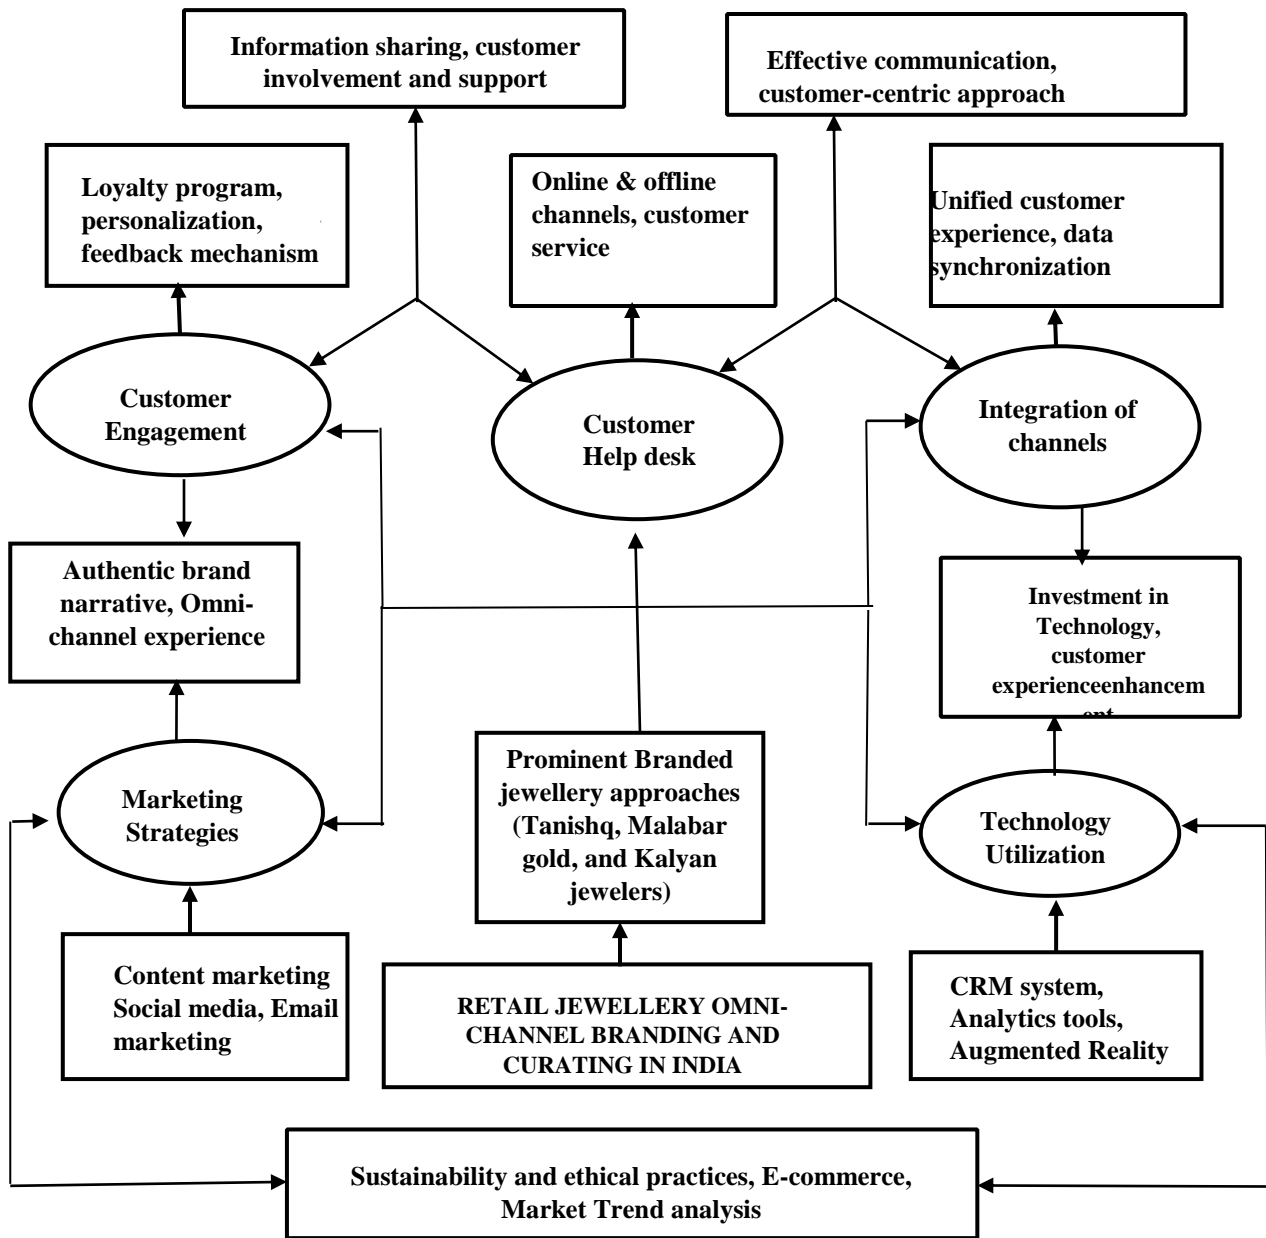 Information sharing, customer
involvement and support
Effective communication,
customer-centric approach
Loyalty program,
personalization,
feedback mechanism
Online & offline
channels, customer
service
Unified customer
experience, data
synchronization
Customer
Engagement
Customer
Help desk
Integration of
channels
Authentic brand
narrative, Omni-
channel experience
Investment in
Technology,
customer
experienceenhancem
ent
Prominent Branded
jewellery approaches
(Tanishq, Malabar
gold, and Kalyan
jewelers)
Marketing
Strategies
Technology
Utilization
Content marketing
Social media, Email
marketing
RETAIL JEWELLERY OMNI-
CHANNEL BRANDING AND
CURATING IN INDIA
CRM system,
Analytics tools,
Augmented Reality
Sustainability and ethical practices, E-commerce,
Market Trend analysis